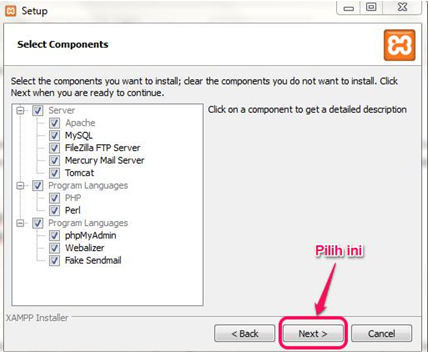 Setup
Select Components
Select the components you want to install; clear the components you do not want to install. Click
Next when you are ready to continue.
Server
Apache
MySQL
FileZilla FTP Server
Mercury Mail Server
Tomcat
Program Languages
PHP
Perl
Program Languages
phpMyAdmin
Webalizer
Fake Sendmail
Click on a component to get a detailed description
Pilih ini
XAMPP Installer
< Back
Next >
Cancel